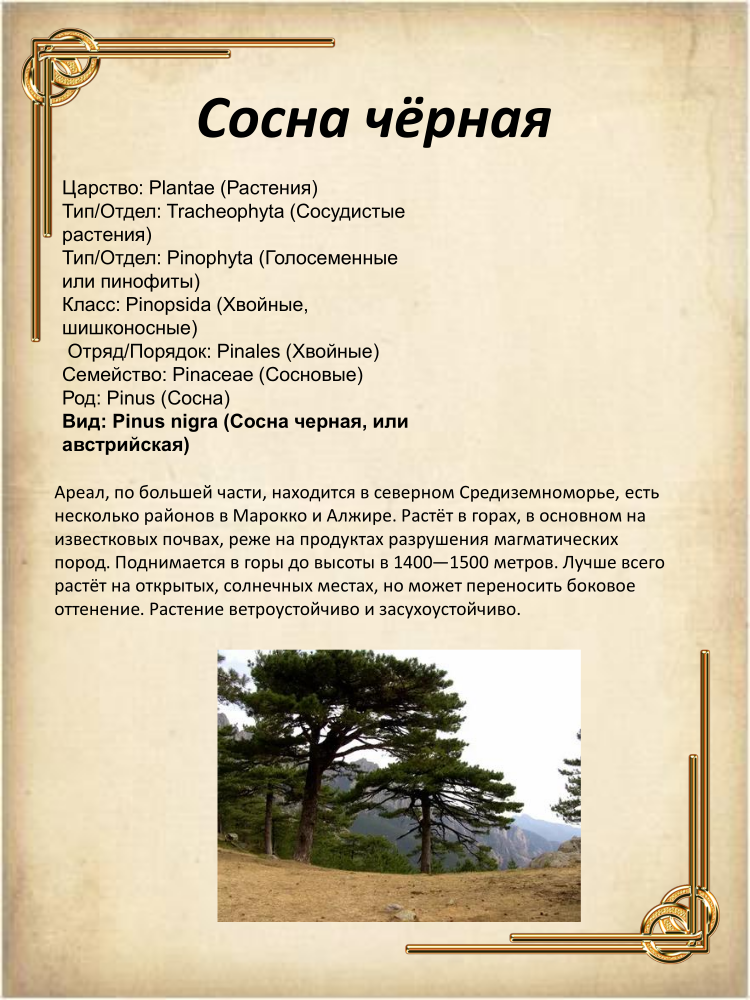 Сосна чёрная
Царство: Plantae (Растения)
Тип/Отдел: Tracheophyta (Сосудистые
растения)
Тип/Отдел: Pinophyta (Голосеменные
или пинофиты)
Класс: Pinopsida (Хвойные,
шишконосные)
Отряд/Порядок: Pinales (Хвойные)
Семейство: Pinaceae (Сосновые)
Род: Pinus (Сосна)
Вид: Pinus nigra (Сосна черная, или
австрийская)
Ареал, по большей части, находится в северном Средиземноморье, есть
несколько районов в Марокко и Алжире. Растёт в горах, в основном на
известковых почвах, реже на продуктах разрушения магматических
пород. Поднимается в горы до высоты в 1400—1500 метров. Лучше всего
растёт на открытых, солнечных местах, но может переносить боковое
оттенение. Растение ветроустойчиво и засухоустойчиво.